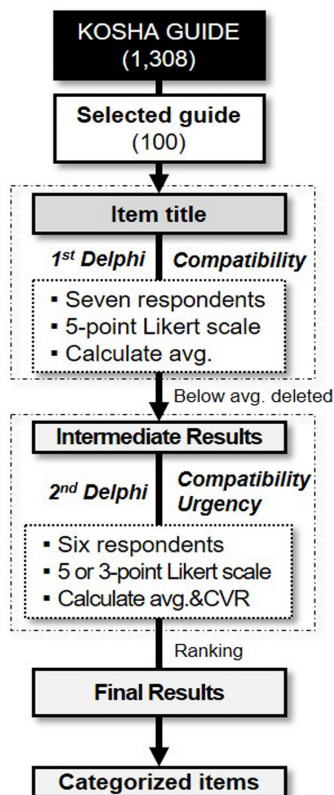 KOSHA GUIDE
(1,308)
Selected guide
(100)
Item title
1st Delphi Compatibility
▪ Seven respondents
▪ 5-point Likert scale
▪ Calculate avg.
Below avg. deleted
Intermediate Results
2nd Delphi Compatibility
Urgency
▪ Six respondents
▪ 5 or 3-point Likert scale
▪ Calculate avg.&CVR
Ranking
Final Results
Categorized items